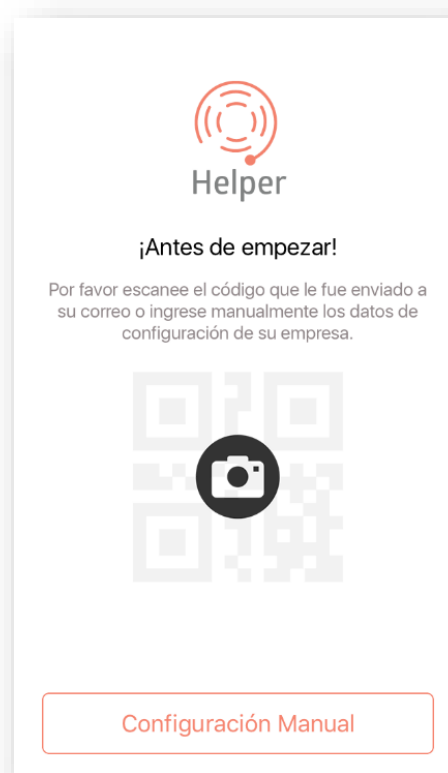 Helper
¡Antes de empezar!
Por favor escanee el código que le fue enviado a
su correo o ingrese manualmente los datos de
configuración de su empresa.
Configuración Manual